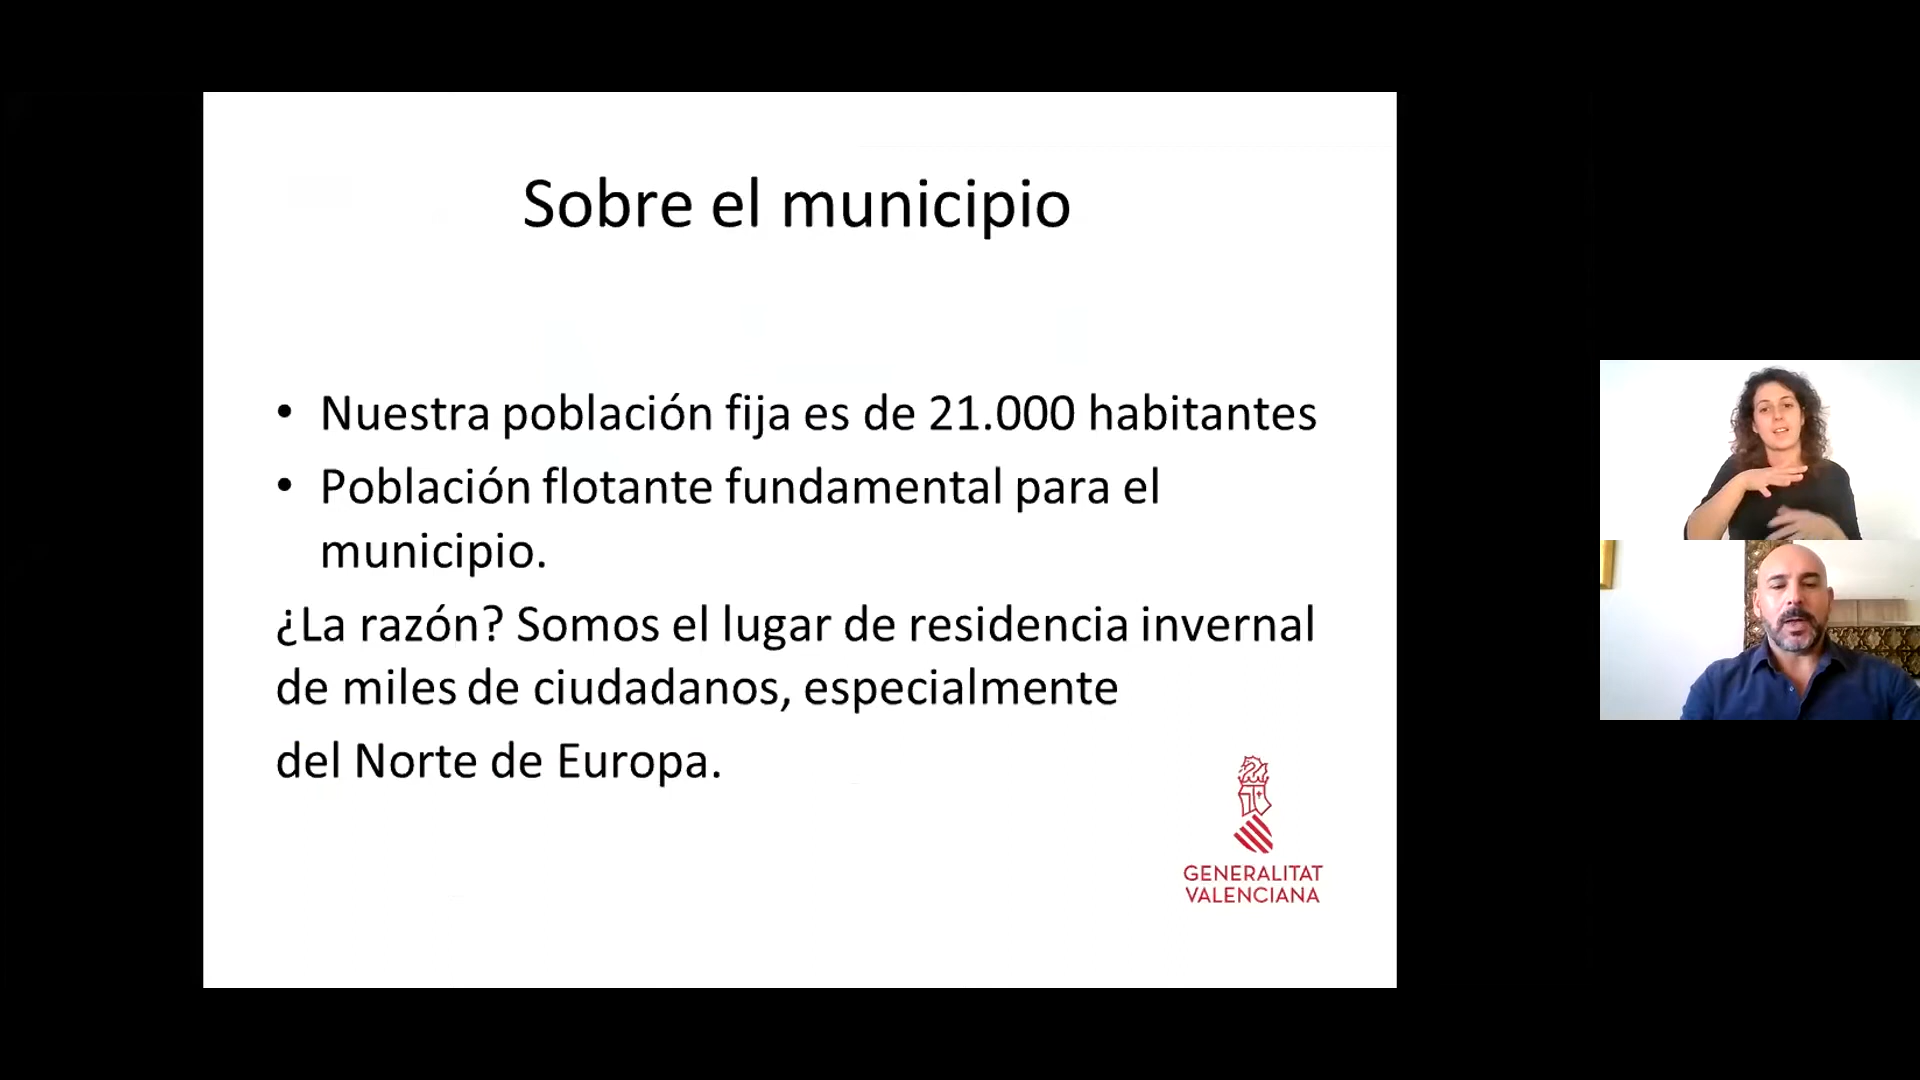 Sobre el municipio
• Nuestra población fija es de 21.000 habitantes
• Población flotante fundamental para el
municipio.
¿La razón? Somos el lugar de residencia invernal
de miles de ciudadanos, especialmente
del Norte de Europa.
GENERALITAT
VALENCIANA